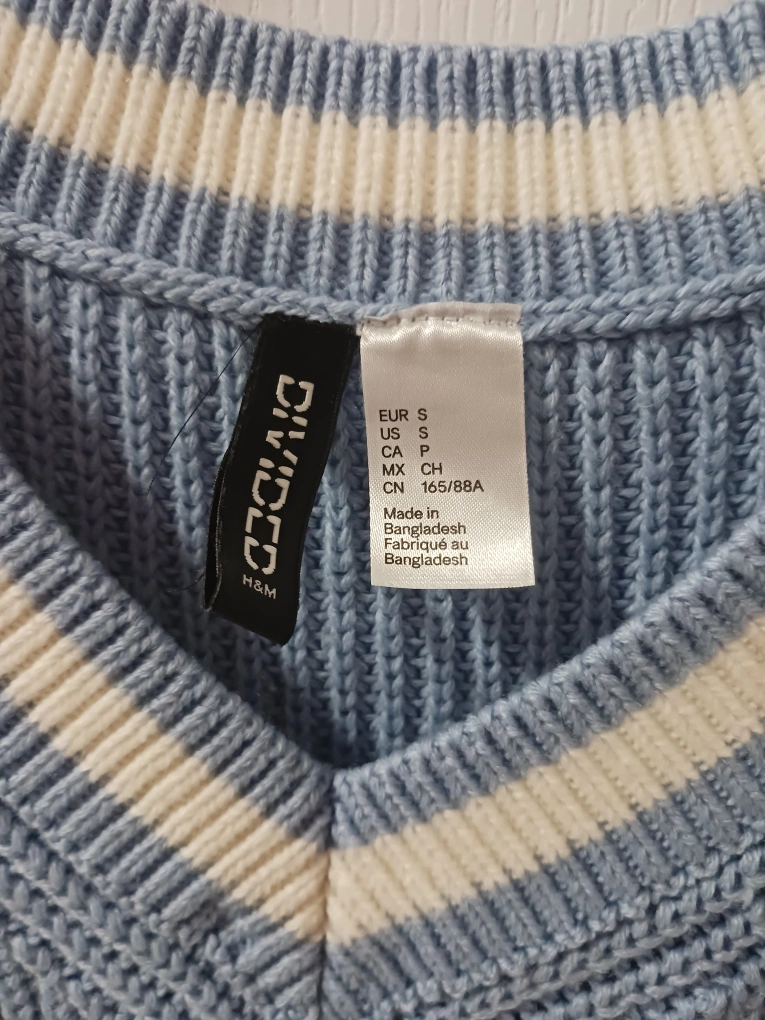 DIVIDED
H&M
EUR S
US S
CA P
MX CH
CN 165/88A
Made in
Bangladesh
Fabriqué au
Bangladesh